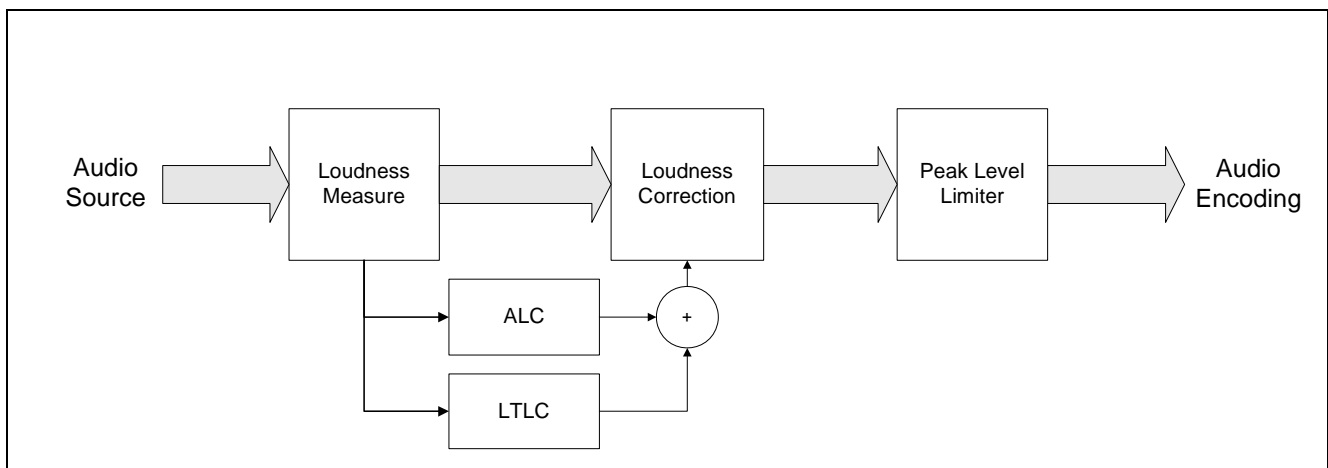 Audio
Source
Loudness
Measure
Loudness
Correction
Peak Level
Limiter
Audio
Encoding
ALC
+
LTLC